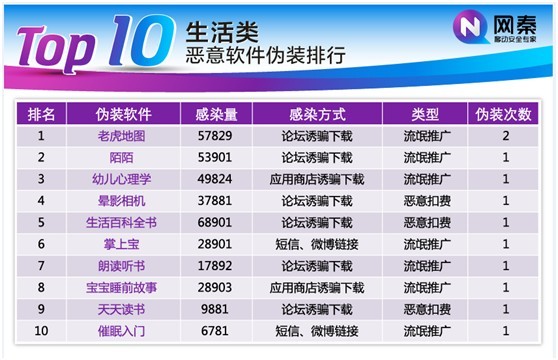 Top 10
生活类
恶意软件伪装排行
网秦
移动安全专家
排名 伪装软件 感染量 感染方式 类型 伪装次数
1 老虎地图 57829 论坛诱骗下载 流氓推广 2
2 陌陌 53901 论坛诱骗下载 流氓推广 1
3 幼儿心理学 49824 应用商店诱骗下载 流氓推广 1
4 晕影相机 37881 论坛诱骗下载 恶意扣费 1
5 生活百科全书 68901 论坛诱骗下载 恶意扣费 1
6 掌上宝 28901 短信、微博链接 流氓推广 1
7 朗读听书 17892 论坛诱骗下载 流氓推广 1
8 宝宝睡前故事 28903 应用商店诱骗下载 流氓推广 1
9 天天读书 9881 论坛诱骗下载 恶意扣费 1
10 催眠入门 6781 短信、微博链接 流氓推广 1